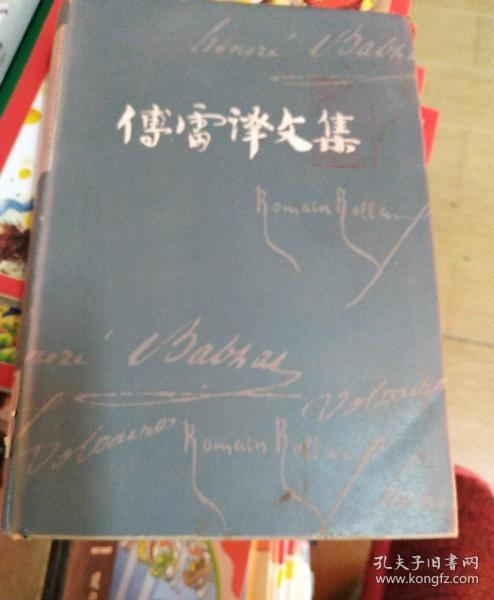 Honoré Balzac
傅雷译文集
Romain Rolland
Honoré Balzac
Voltaire
Voltaire
Romain Rolland
孔夫子旧书网
www.kongfz.com